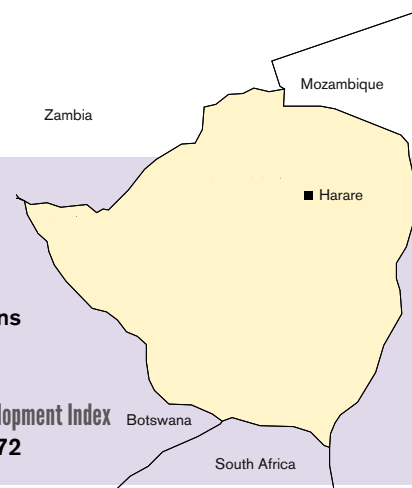 Mozambique
Zambia
Harare
ns
lopment Index
Botswana
72
South Africa